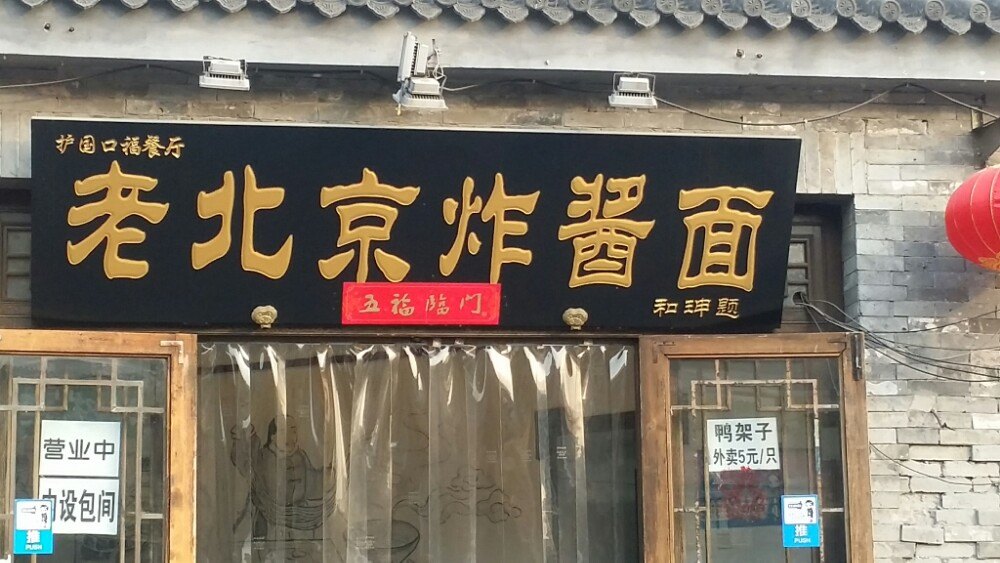 护国口福餐厅
老北京炸酱面
五福临门
和珅题
营业中
内设包间
鸭架子
外卖5元/只
推
PUSH
推
PUSH